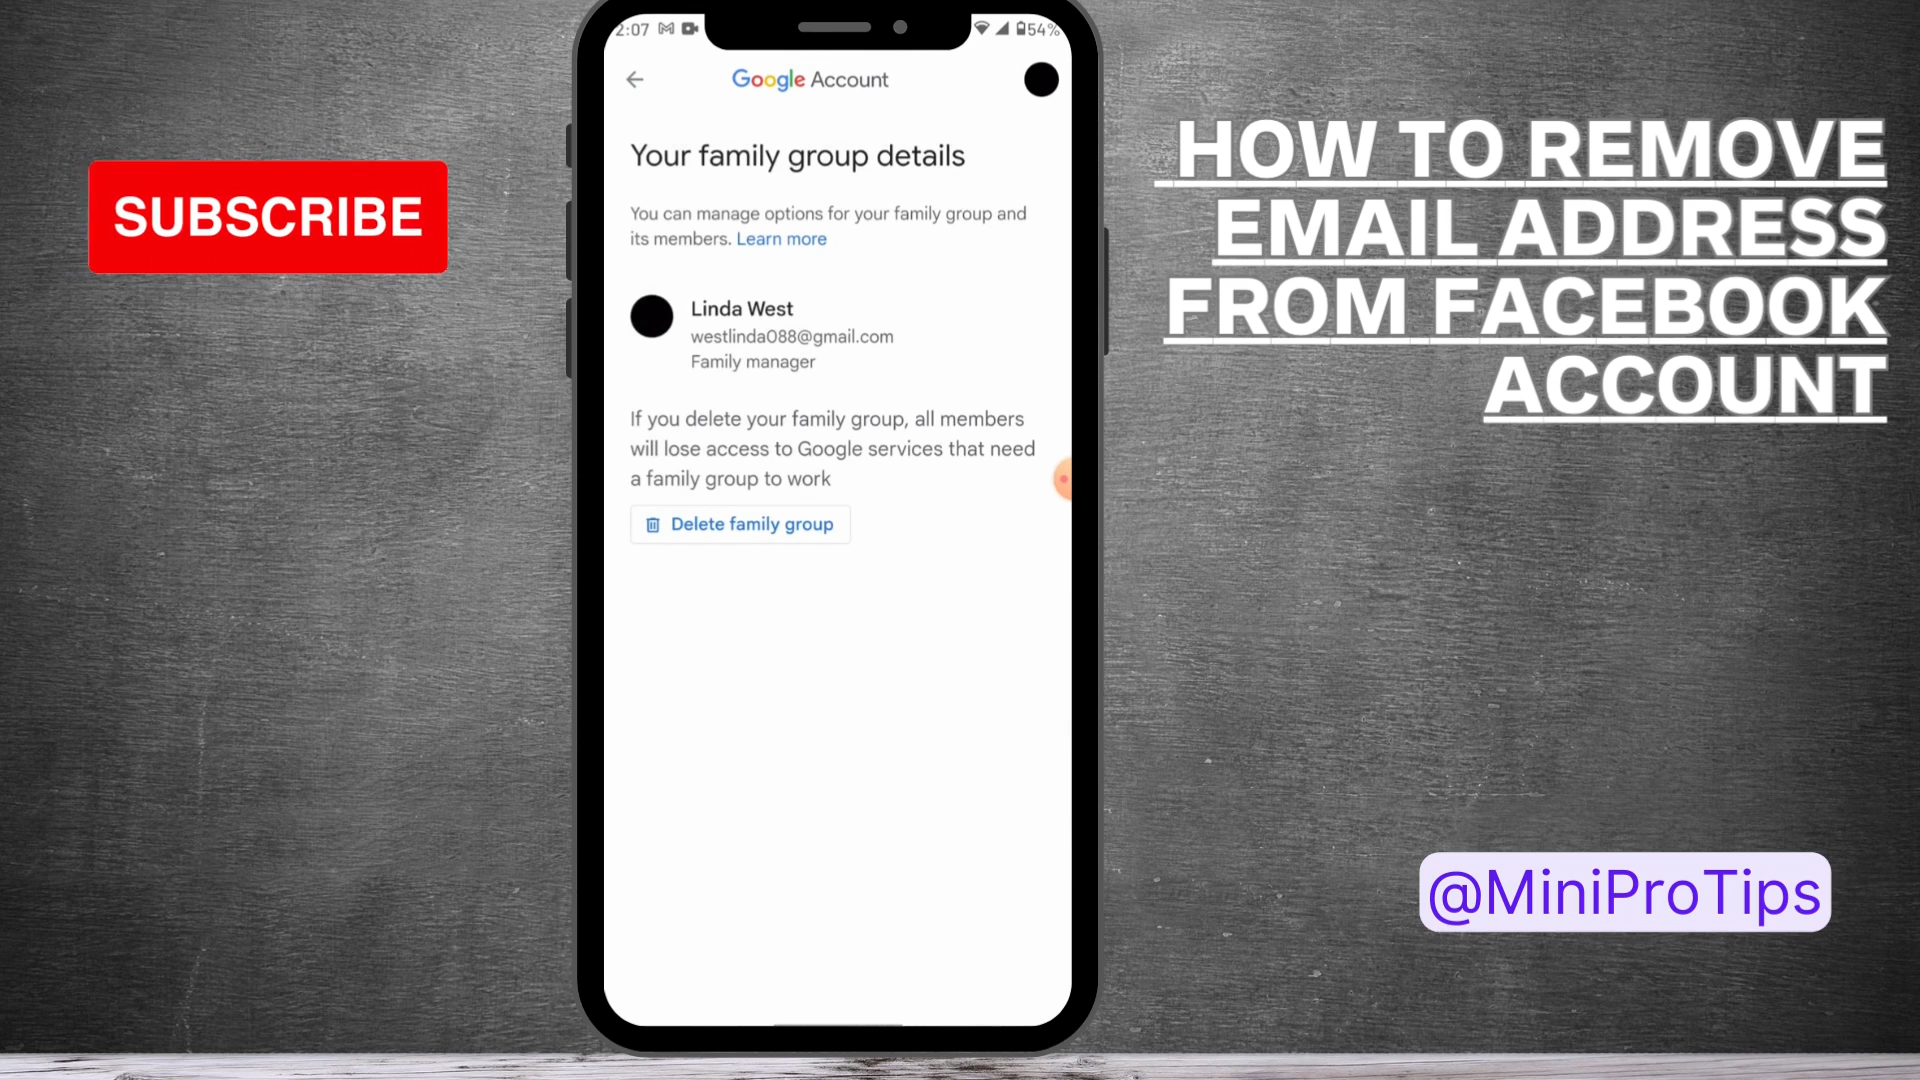 2:07
54%
Google Account
Your family group details
You can manage options for your family group and
its members. Learn more
Linda West
westlinda088@gmail.com
Family manager
If you delete your family group, all members
will lose access to Google services that need
a family group to work
Delete family group
SUBSCRIBE
HOW TO REMOVE
EMAIL ADDRESS
FROM FACEBOOK
ACCOUNT
@MiniProTips